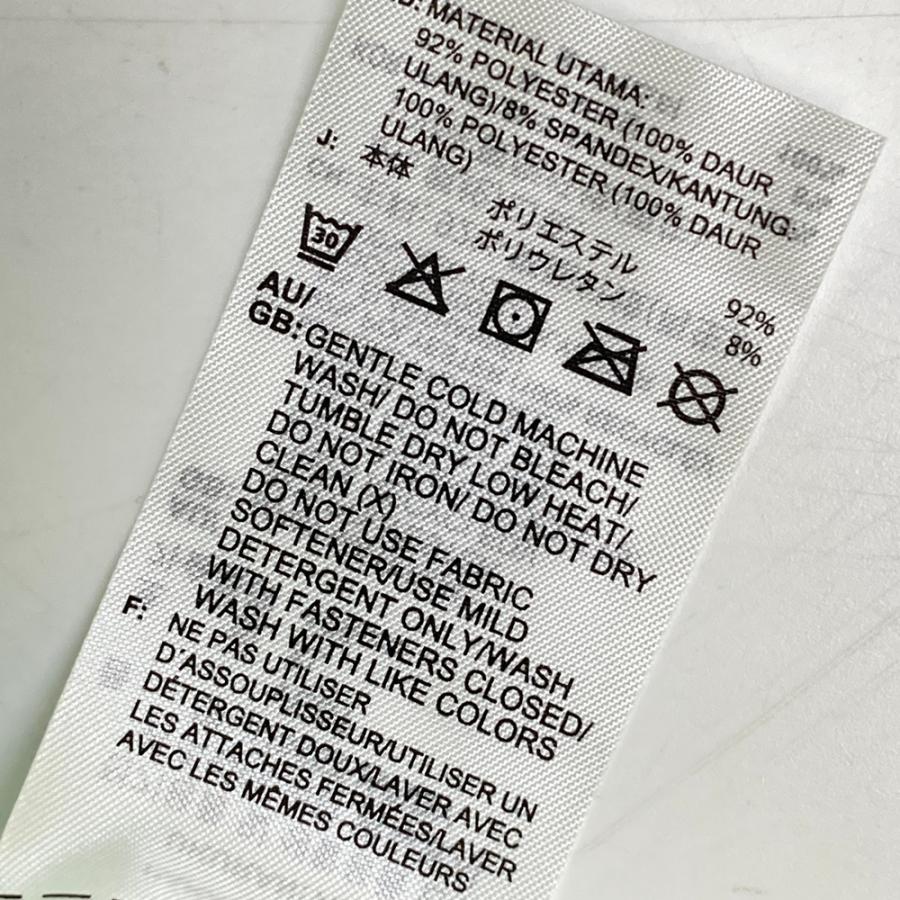 D: MATERIAL UTAMA:
92% POLYESTER (100% DAUR
ULANG)/8% SPANDEX/KANTUNG:
100% POLYESTER (100% DAUR
ULANG)
J: 本体
ポリエステル 92%
ポリウレタン 8%
30
AU/
GB: GENTLE COLD MACHINE
WASH/ DO NOT BLEACH/
TUMBLE DRY LOW HEAT/
DO NOT IRON/ DO NOT DRY
CLEAN (X)
DO NOT USE FABRIC
SOFTENER/USE MILD
DETERGENT ONLY/WASH
WITH FASTENERS CLOSED/
WASH WITH LIKE COLORS
F: NE PAS UTILISER
D'ASSOUPLISSEUR/UTILISER UN
DÉTERGENT DOUX/LAVER AVEC
LES ATTACHES FERMÉES/LAVER
AVEC LES MÊMES COULEURS